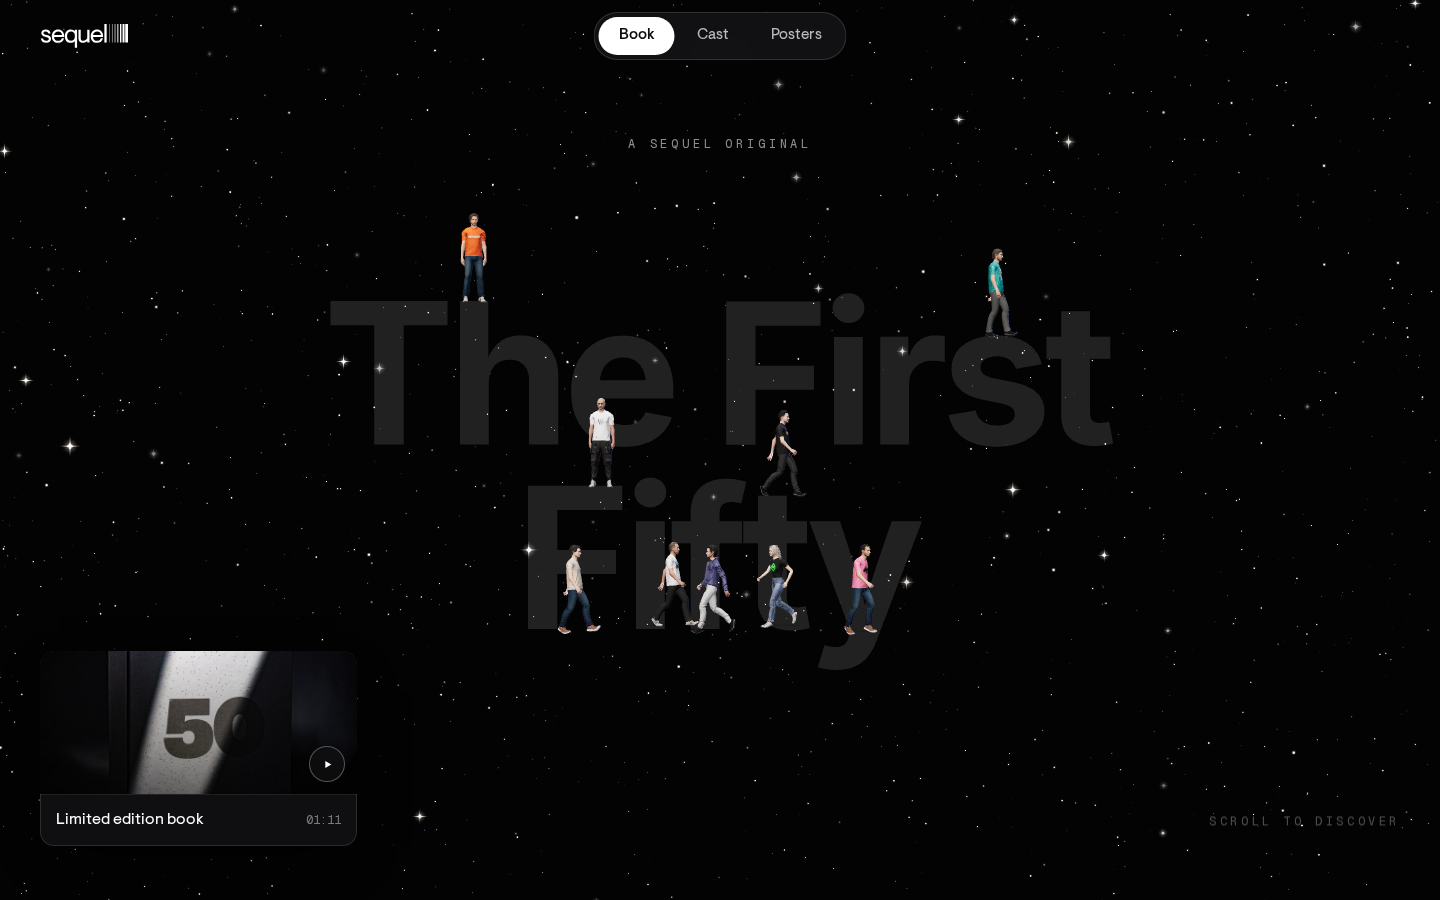 sequel
Book
Cast
Posters
A SEQUEL ORIGINAL
The First
Fifty
50
Limited edition book
01:11
SCROLL TO DISCOVER